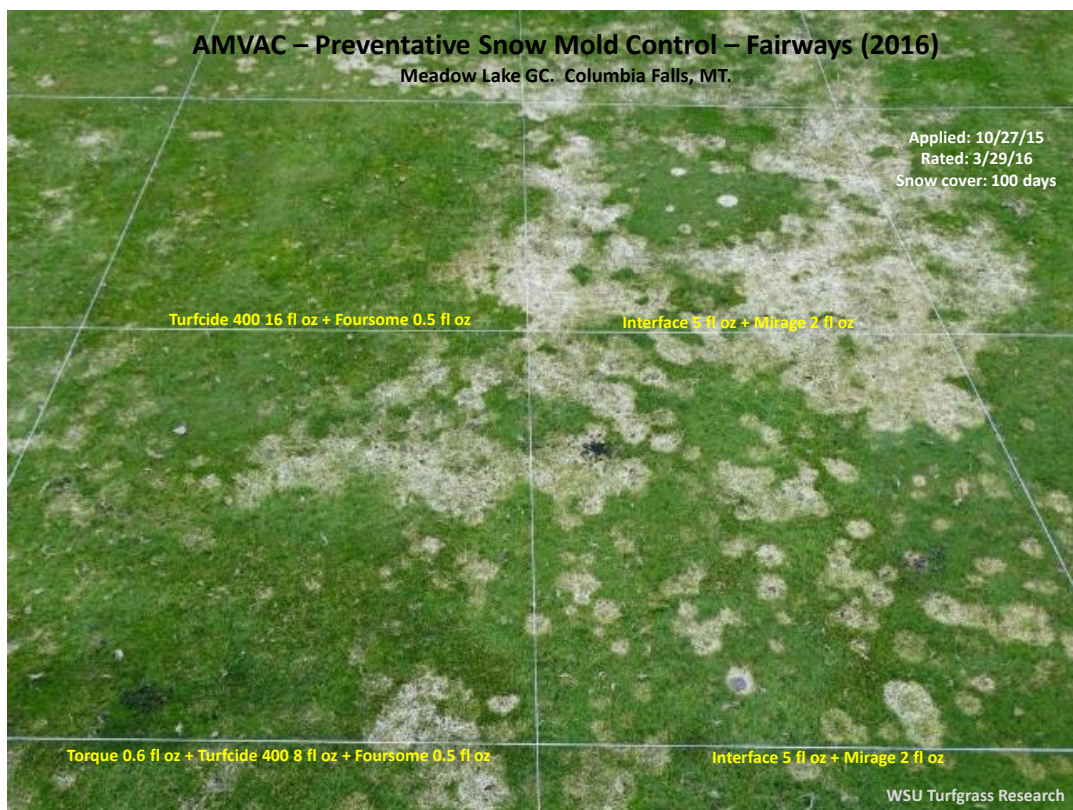 AMVAC – Preventative Snow Mold Control – Fairways (2016)
Meadow Lake GC.  Columbia Falls, MT.
Applied: 10/27/15
Rated: 3/29/16
Snow cover: 100 days
Turfcide 400 16 fl oz + Foursome 0.5 fl oz
Interface 5 fl oz + Mirage 2 fl oz
Torque 0.6 fl oz + Turfcide 400 8 fl oz + Foursome 0.5 fl oz
Interface 5 fl oz + Mirage 2 fl oz
WSU Turfgrass Research